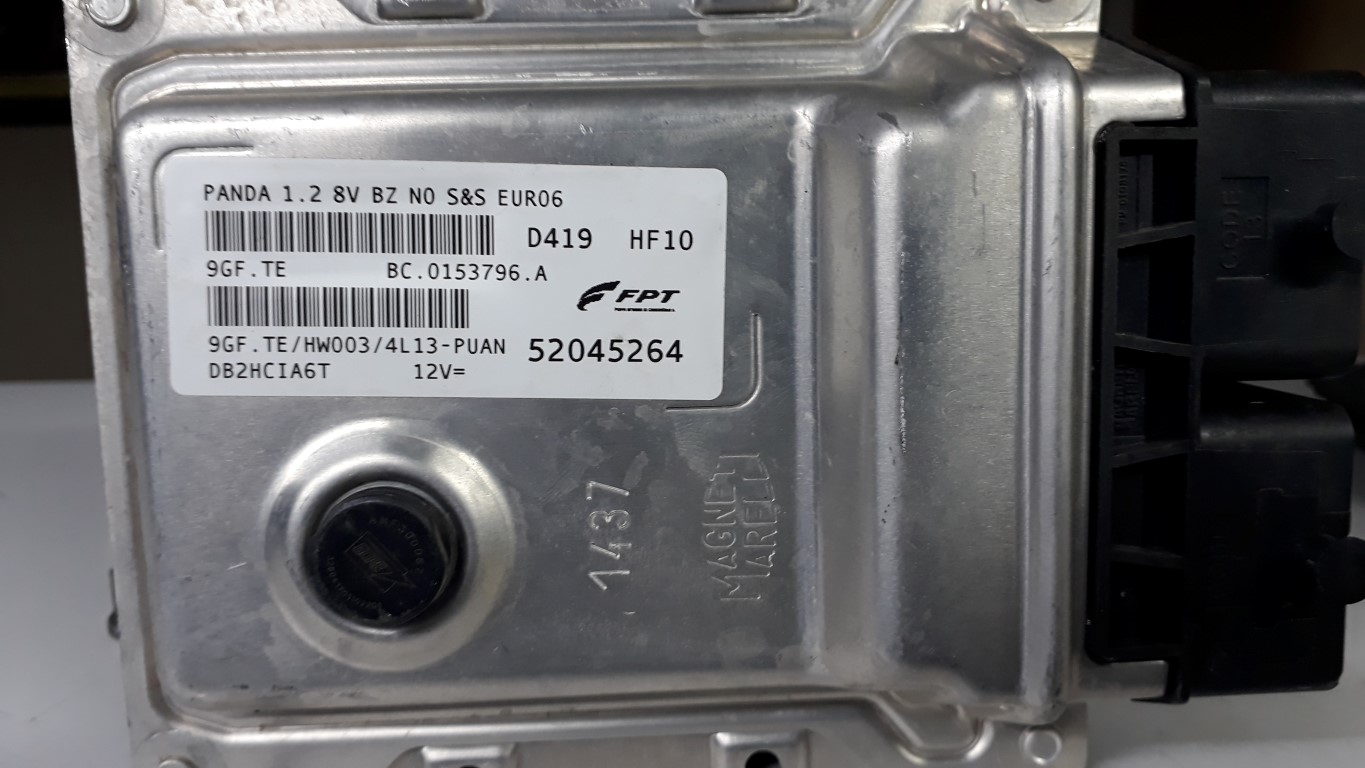 PANDA 1.2 8V BZ NO S&S EURO6
D419 HF10
9GF.TE BC.0153796.A
FPT
9GF.TE/HW003/4L13-PUAN 52045264
DB2HCIA6T 12V=
1437
MAGNETI
MARELLI
CODE